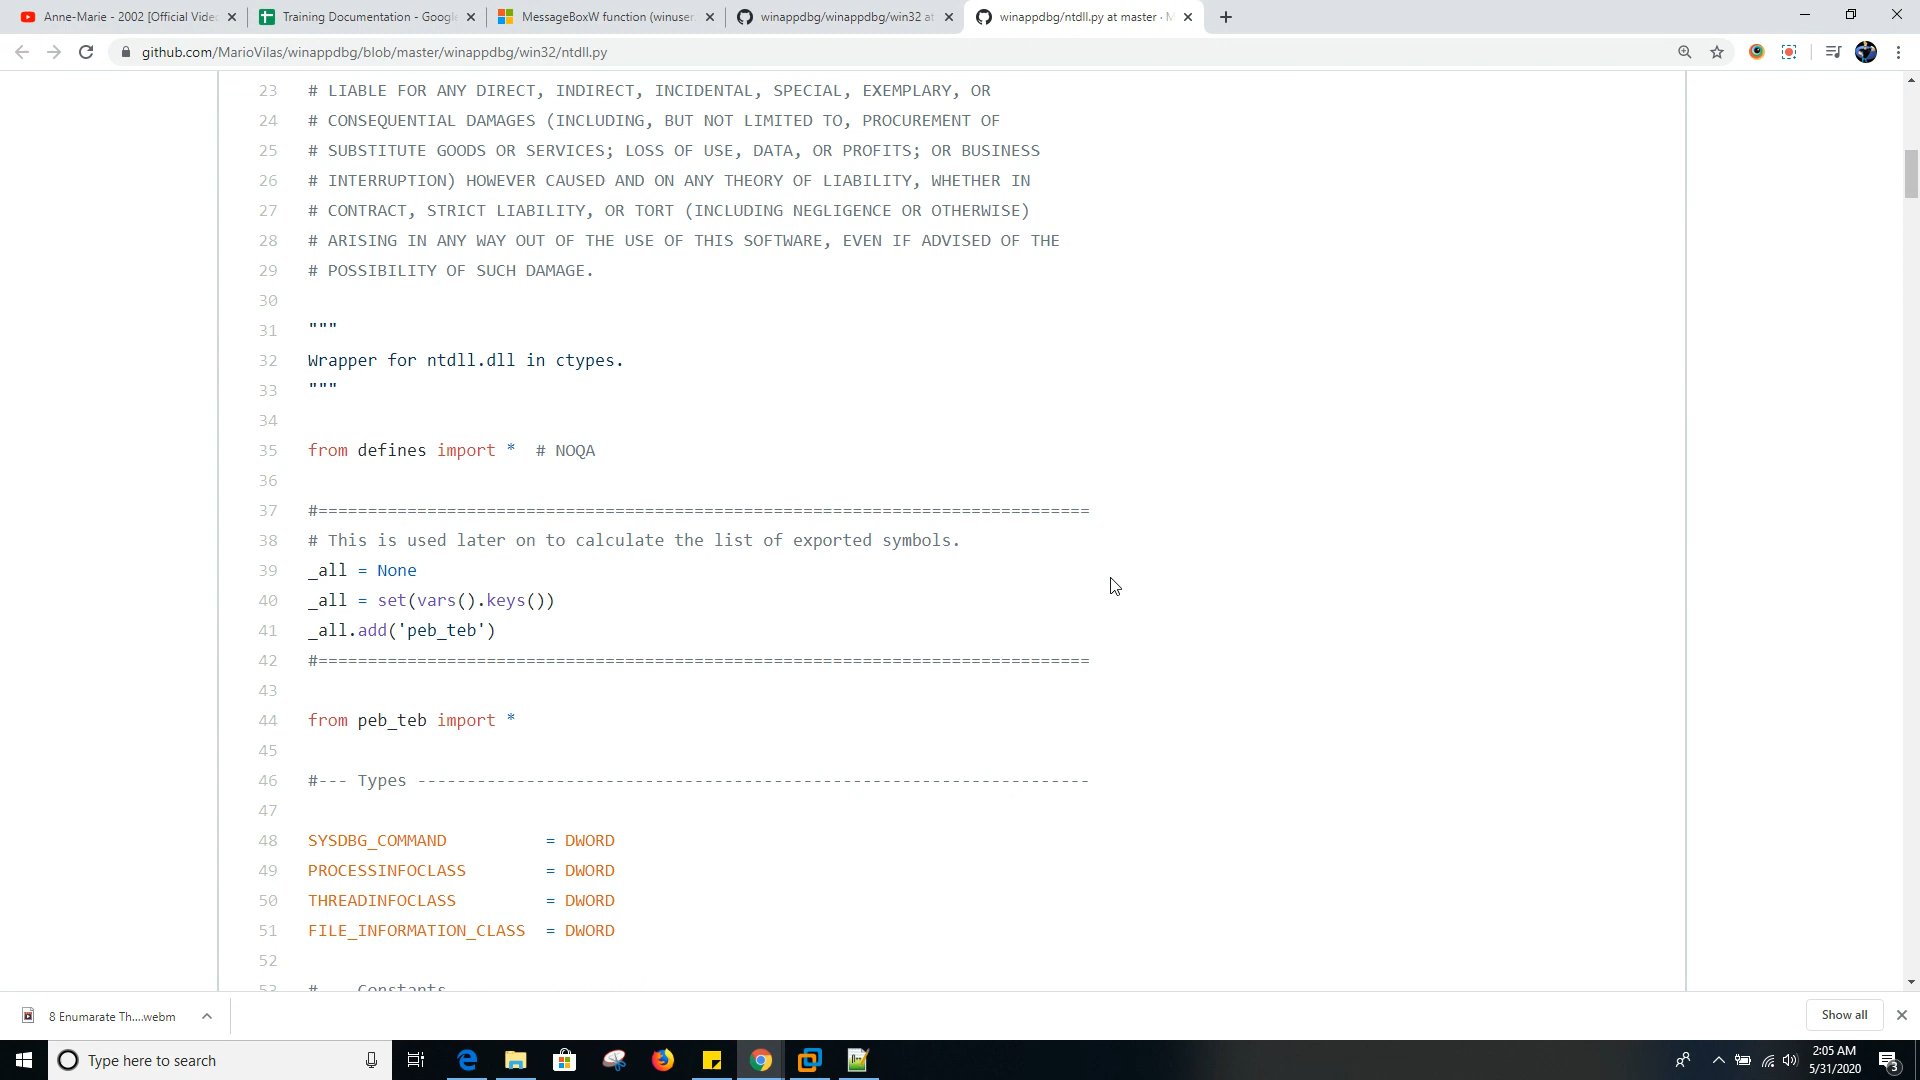 Anne-Marie - 2002 [Official Vide
Training Documentation - Google
MessageBoxW function (winuser.
winappdbg/winappdbg/win32 at
winappdbg/ntdll.py at master · M
github.com/MarioVilas/winappdbg/blob/master/winappdbg/win32/ntdll.py
23 # LIABLE FOR ANY DIRECT, INDIRECT, INCIDENTAL, SPECIAL, EXEMPLARY, OR
24 # CONSEQUENTIAL DAMAGES (INCLUDING, BUT NOT LIMITED TO, PROCUREMENT OF
25 # SUBSTITUTE GOODS OR SERVICES; LOSS OF USE, DATA, OR PROFITS; OR BUSINESS
26 # INTERRUPTION) HOWEVER CAUSED AND ON ANY THEORY OF LIABILITY, WHETHER IN
27 # CONTRACT, STRICT LIABILITY, OR TORT (INCLUDING NEGLIGENCE OR OTHERWISE)
28 # ARISING IN ANY WAY OUT OF THE USE OF THIS SOFTWARE, EVEN IF ADVISED OF THE
29 # POSSIBILITY OF SUCH DAMAGE.
30
31 """
32 Wrapper for ntdll.dll in ctypes.
33 """
34
35 from defines import * # NOQA
36
37 #==============================================================================
38 # This is used later on to calculate the list of exported symbols.
39 _all = None
40 _all = set(vars().keys())
41 _all.add('peb_teb')
42 #==============================================================================
43
44 from peb_teb import *
45
46 #--- Types --------------------------------------------------------------------
47
48 SYSDBG_COMMAND = DWORD
49 PROCESSINFOCLASS = DWORD
50 THREADINFOCLASS = DWORD
51 FILE_INFORMATION_CLASS = DWORD
52
53 # Constants
8 Enumarate Th....webm
Show all
Type here to search
2:05 AM
5/31/2020
3